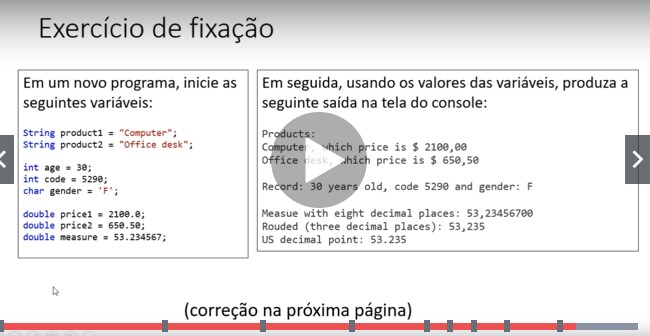 Exercício de fixação
Em um novo programa, inicie as
seguintes variáveis:
String product1 = "Computer";
String product2 = "Office desk";
int age = 30;
int code = 5290;
char gender = 'F';
double price1 = 2100.0;
double price2 = 650.50;
double measure = 53.234567;
Em seguida, usando os valores das variáveis, produza a
seguinte saída na tela do console:
Products:
Computer, which price is $ 2100,00
Office desk, which price is $ 650,50
Record: 30 years old, code 5290 and gender: F
Measue with eight decimal places: 53,23456700
Rouded (three decimal places): 53,235
US decimal point: 53.235
(correção na próxima página)